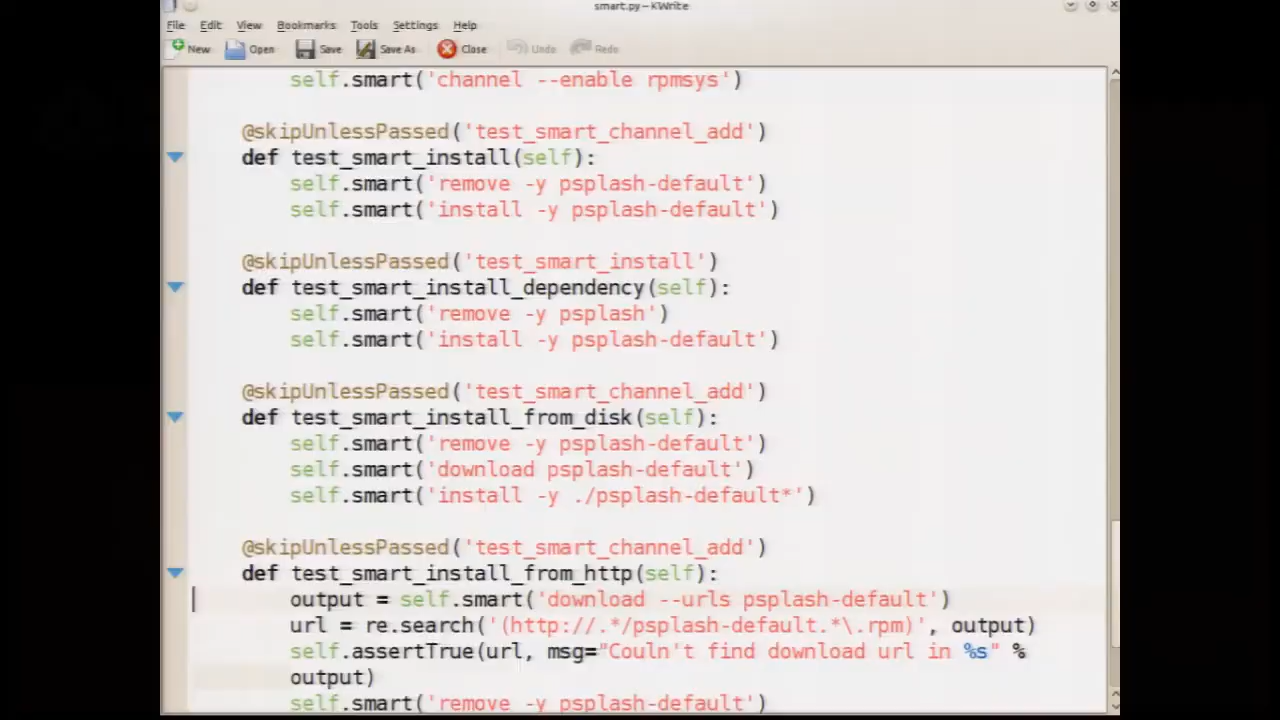 smart.py – KWrite
File Edit View Bookmarks Tools Settings Help
New Open Save Save As Close Undo Redo
self.smart('channel --enable rpmsys')
@skipUnlessPassed('test_smart_channel_add')
def test_smart_install(self):
self.smart('remove -y psplash-default')
self.smart('install -y psplash-default')
@skipUnlessPassed('test_smart_install')
def test_smart_install_dependency(self):
self.smart('remove -y psplash')
self.smart('install -y psplash-default')
@skipUnlessPassed('test_smart_channel_add')
def test_smart_install_from_disk(self):
self.smart('remove -y psplash-default')
self.smart('download psplash-default')
self.smart('install -y ./psplash-default*')
@skipUnlessPassed('test_smart_channel_add')
def test_smart_install_from_http(self):
output = self.smart('download --urls psplash-default')
url = re.search('(http://.*/psplash-default.*\.rpm)', output)
self.assertTrue(url, msg="Couln't find download url in %s" %
output)
self.smart('remove -y psplash-default')